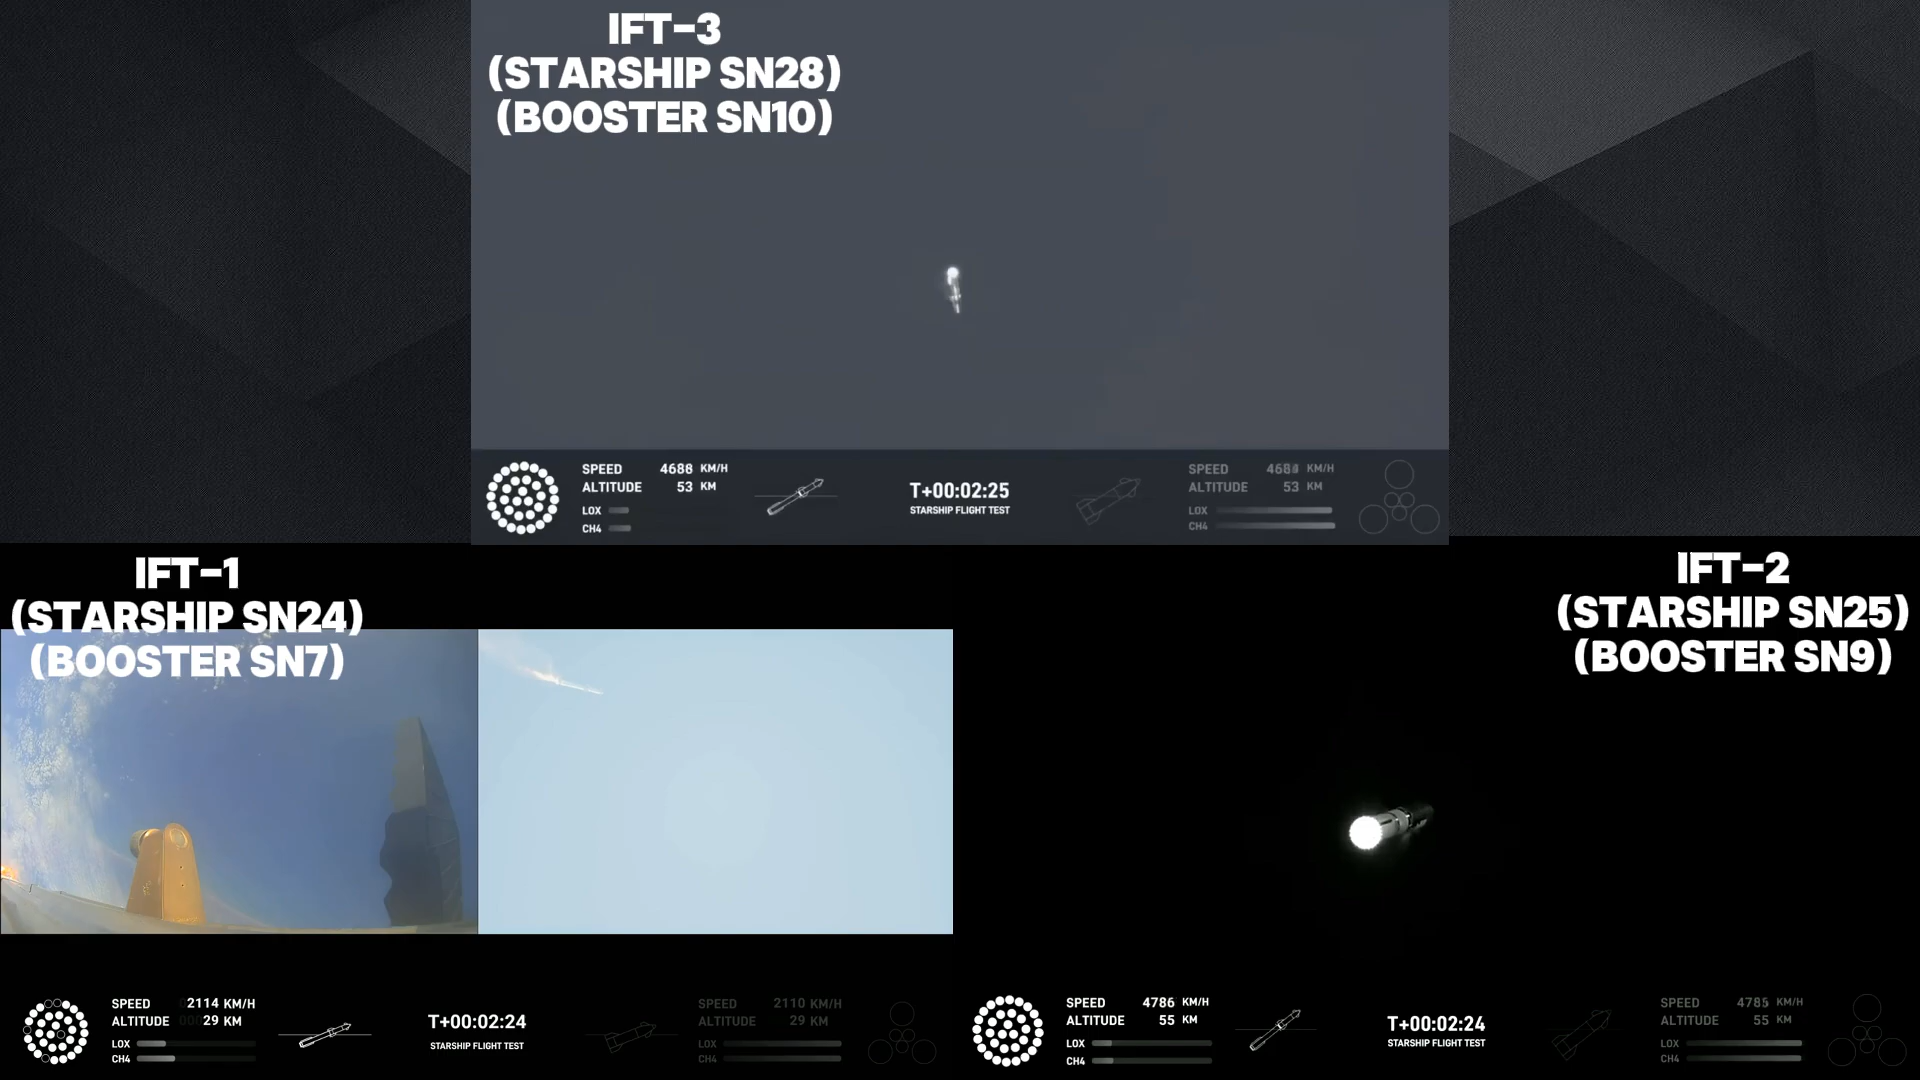 IFT-3
(STARSHIP SN28)
(BOOSTER SN10)
SPEED 4688 KM/H
ALTITUDE 53 KM
LOX
CH4
T+00:02:25
STARSHIP FLIGHT TEST
SPEED KM/H
ALTITUDE 53 KM
LOX
CH4
IFT-1
(STARSHIP SN24)
(BOOSTER SN7)
SPEED 2114 KM/H
ALTITUDE 29 KM
LOX
CH4
T+00:02:24
STARSHIP FLIGHT TEST
SPEED 2110 KM/H
ALTITUDE 29 KM
LOX
CH4
IFT-2
(STARSHIP SN25)
(BOOSTER SN9)
SPEED 4786 KM/H
ALTITUDE 55 KM
LOX
CH4
T+00:02:24
STARSHIP FLIGHT TEST
SPEED 4785 KM/H
ALTITUDE 55 KM
LOX
CH4